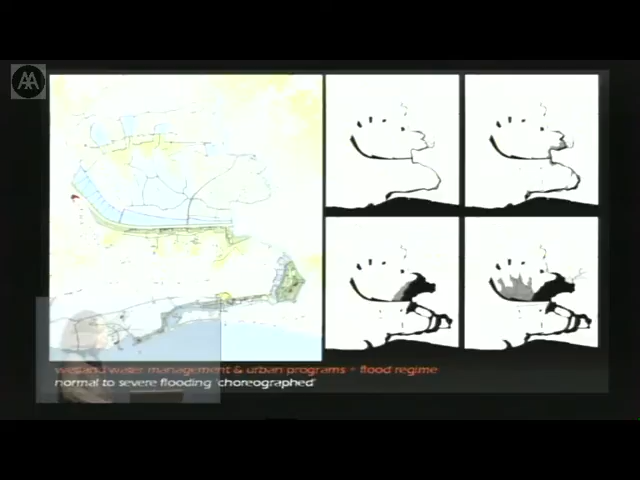 AA
wetland water management & urban programs + flood regime
normal to severe flooding 'choreographed'